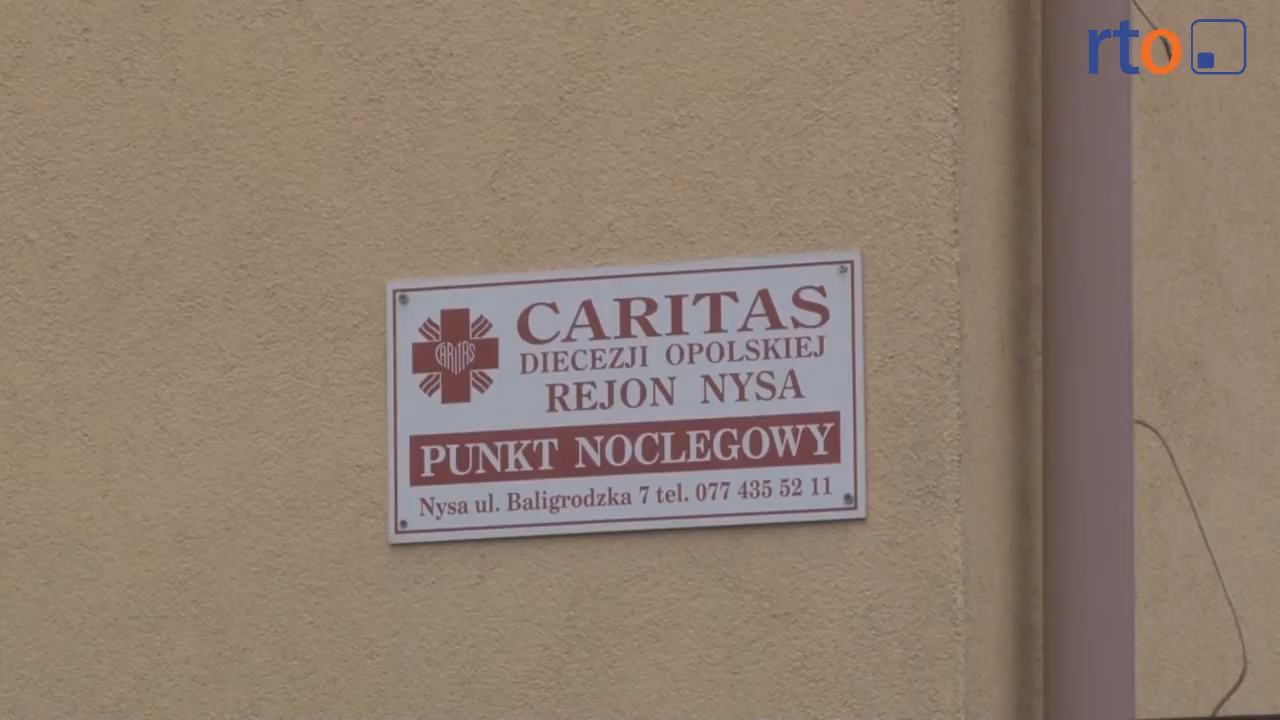 rto
CARITAS
CARITAS
DIECEZJI OPOLSKIEJ
REJON NYSA
PUNKT NOCLEGOWY
Nysa ul. Baligrodzka 7 tel. 077 435 52 11